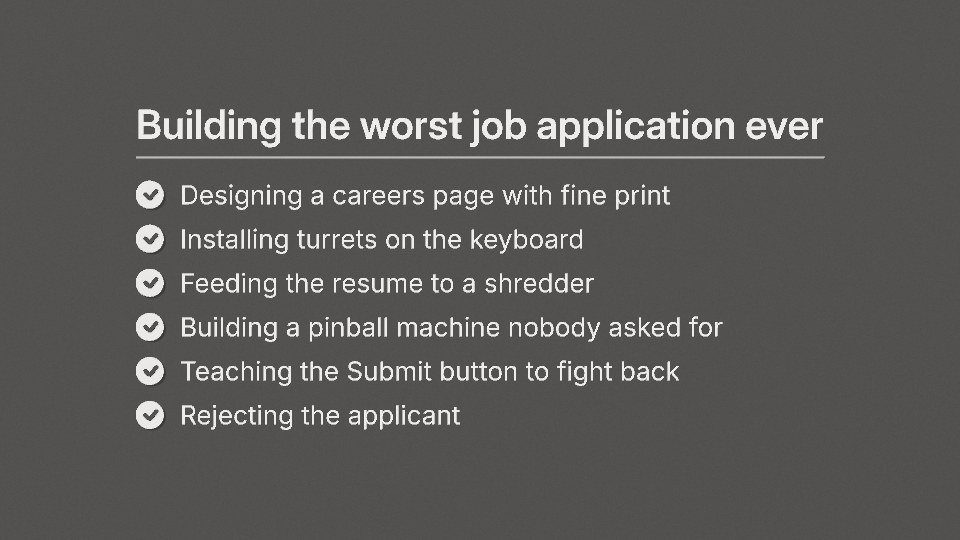 Building the worst job application ever
Designing a careers page with fine print
Installing turrets on the keyboard
Feeding the resume to a shredder
Building a pinball machine nobody asked for
Teaching the Submit button to fight back
Rejecting the applicant